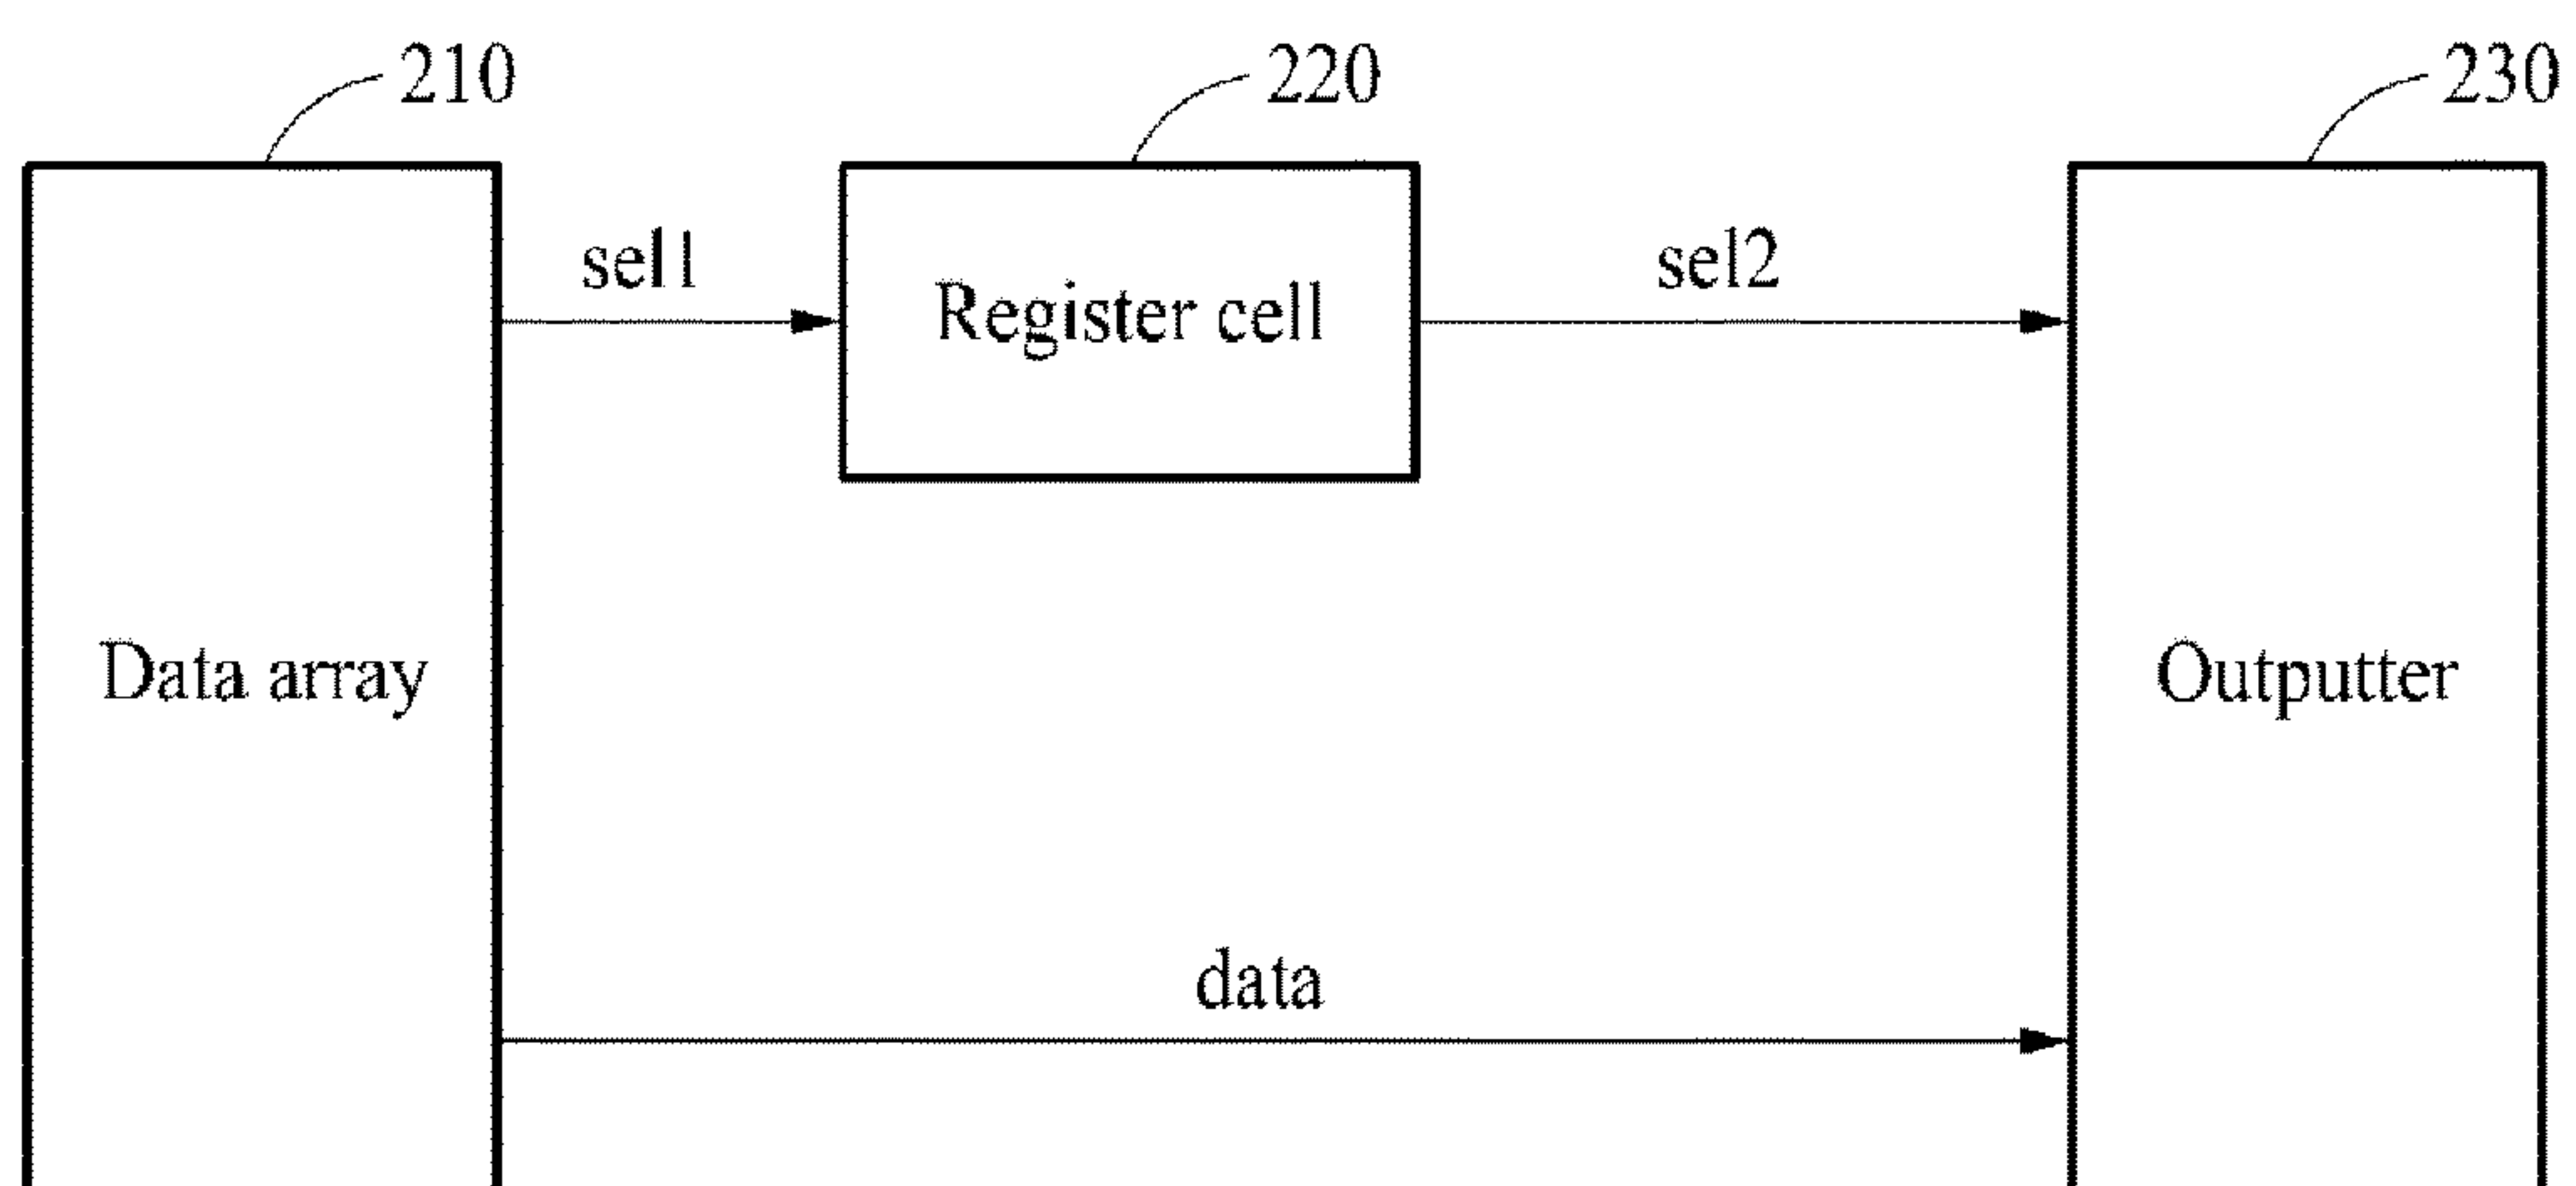 210
220
230
sel1
sel2
Register cell
Data array
Outputter
data